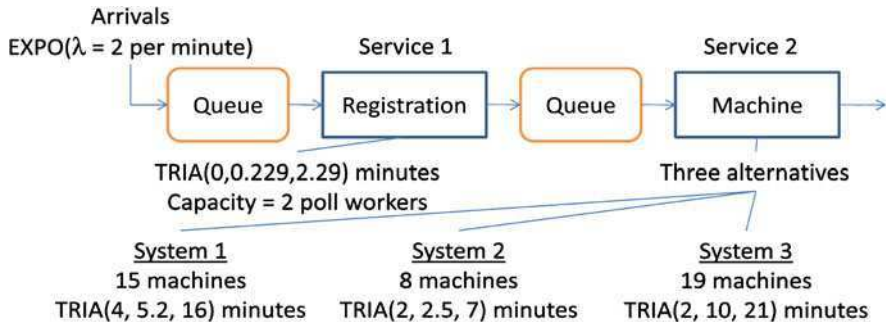 Arrivals
EXPO(λ = 2 per minute)
Service 1
Service 2
Queue
Registration
Queue
Machine
TRIA(0,0.229,2.29) minutes
Capacity = 2 poll workers
Three alternatives
System 1
15 machines
TRIA(4, 5.2, 16) minutes
System 2
8 machines
TRIA(2, 2.5, 7) minutes
System 3
19 machines
TRIA(2, 10, 21) minutes